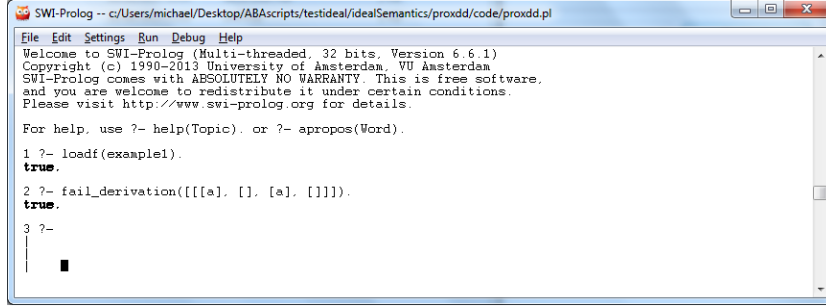 SWI-Prolog -- c:/Users/michael/Desktop/ABAscripts/testideal/idealSemantics/proxdd/code/proxdd.pl
File Edit Settings Run Debug Help
Welcome to SWI-Prolog (Multi-threaded, 32 bits, Version 6.6.1)
Copyright (c) 1990-2013 University of Amsterdam, VU Amsterdam
SWI-Prolog comes with ABSOLUTELY NO WARRANTY. This is free software,
and you are welcome to redistribute it under certain conditions.
Please visit http://www.swi-prolog.org for details.
For help, use ?- help(Topic). or ?- apropos(Word).
1 ?- loadf(example1).
true.
2 ?- fail_derivation([[[a], [], [a], []]]).
true.
3 ?-
|
|
|